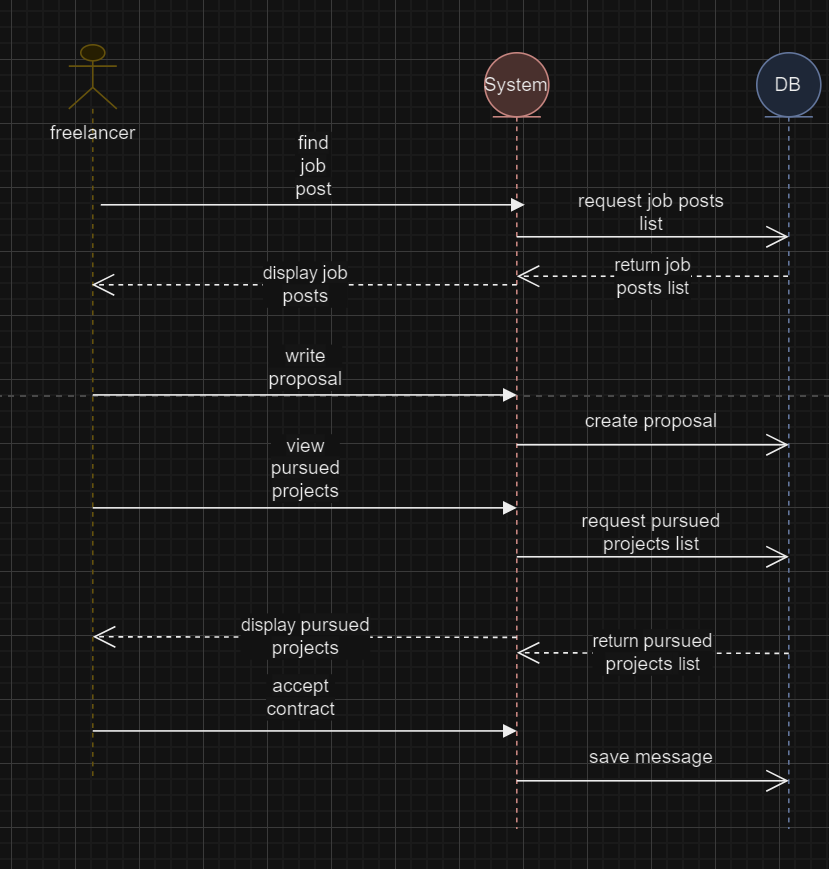 System
DB
freelancer
find
job
post
request job posts
list
return job
posts list
display job
posts
write
proposal
create proposal
view
pursued
projects
request pursued
projects list
display pursued
projects
return pursued
projects list
accept
contract
save message